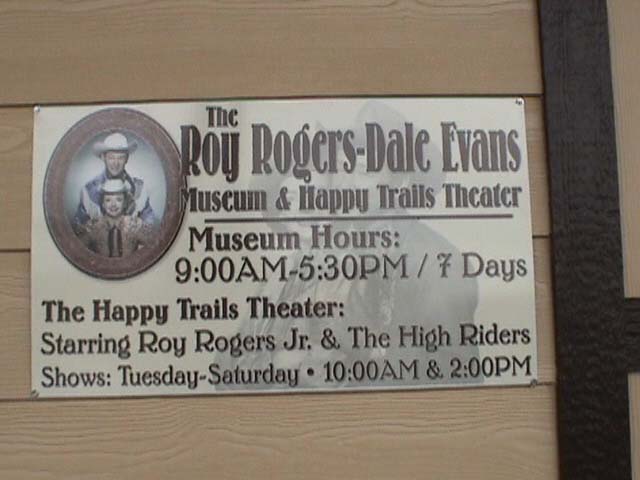 The
Roy Rogers-Dale Evans
Museum & Happy Trails Theater
Museum Hours:
9:00AM-5:30PM / 7 Days
The Happy Trails Theater:
Starring Roy Rogers Jr. & The High Riders
Shows: Tuesday-Saturday • 10:00AM & 2:00PM